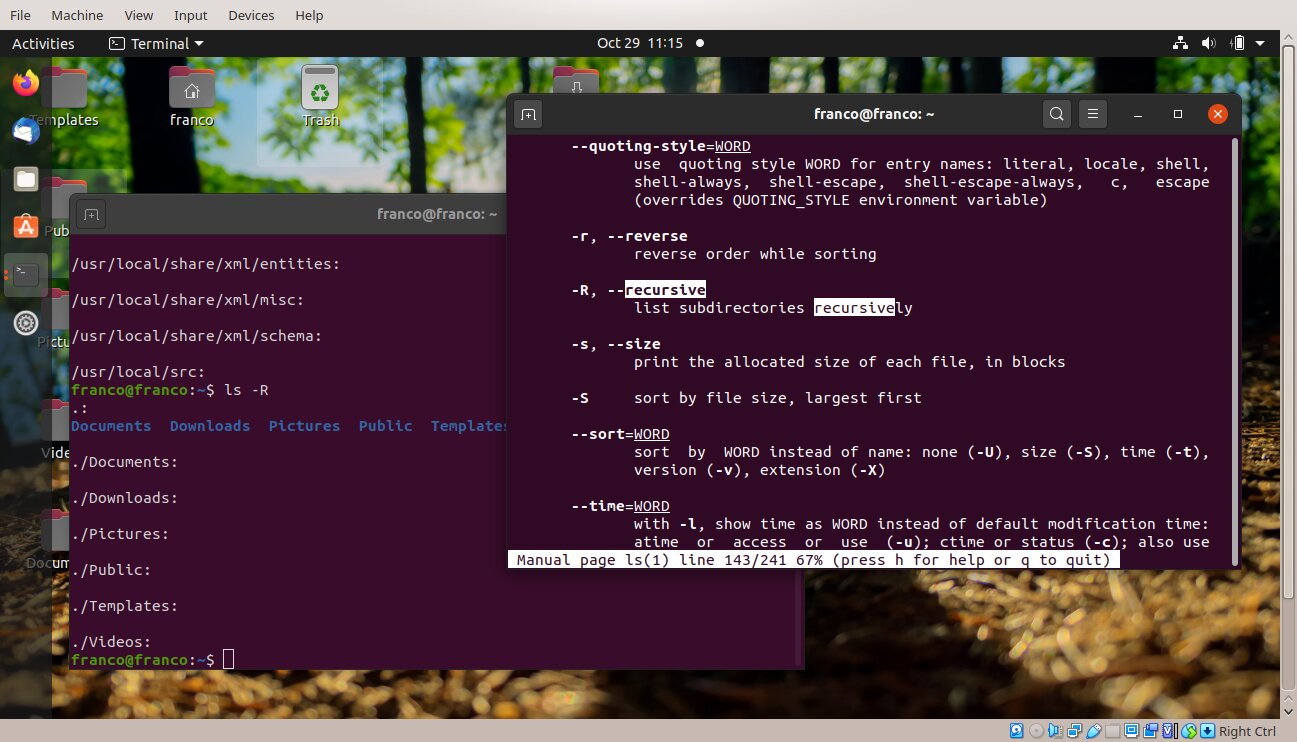 File Machine View Input Devices Help
Activities Terminal Oct 29 11:15
Templates franco Trash
franco@franco: ~
--quoting-style=WORD
use quoting style WORD for entry names: literal, locale, shell,
shell-always, shell-escape, shell-escape-always, c, escape
(overrides QUOTING_STYLE environment variable)
-r, --reverse
reverse order while sorting
-R, --recursive
list subdirectories recursively
-s, --size
print the allocated size of each file, in blocks
-S sort by file size, largest first
--sort=WORD
sort by WORD instead of name: none (-U), size (-S), time (-t),
version (-v), extension (-X)
--time=WORD
with -l, show time as WORD instead of default modification time:
atime or access or use (-u); ctime or status (-c); also use
Manual page ls(1) line 143/241 67% (press h for help or q to quit)
franco@franco: ~
/usr/local/share/xml/entities:
/usr/local/share/xml/misc:
/usr/local/share/xml/schema:
/usr/local/src:
franco@franco:~$ ls -R
.:
Documents Downloads Pictures Public Templates
./Documents:
./Downloads:
./Pictures:
./Public:
./Templates:
./Videos:
franco@franco:~$
Pub
Pictu
Vide
Docum
Right Ctrl